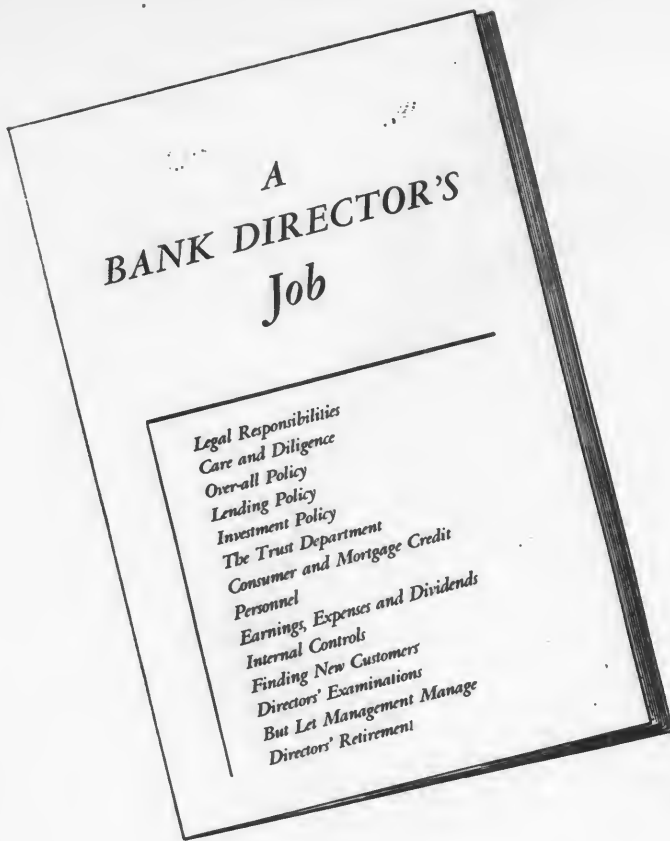 A
BANK DIRECTOR'S
Job
Legal Responsibilities
Care and Diligence
Over-all Policy
Lending Policy
Investment Policy
The Trust Department
Consumer and Mortgage Credit
Personnel
Earnings, Expenses and Dividends
Internal Controls
Finding New Customers
Directors' Examinations
But Let Management Manage
Directors' Retirement